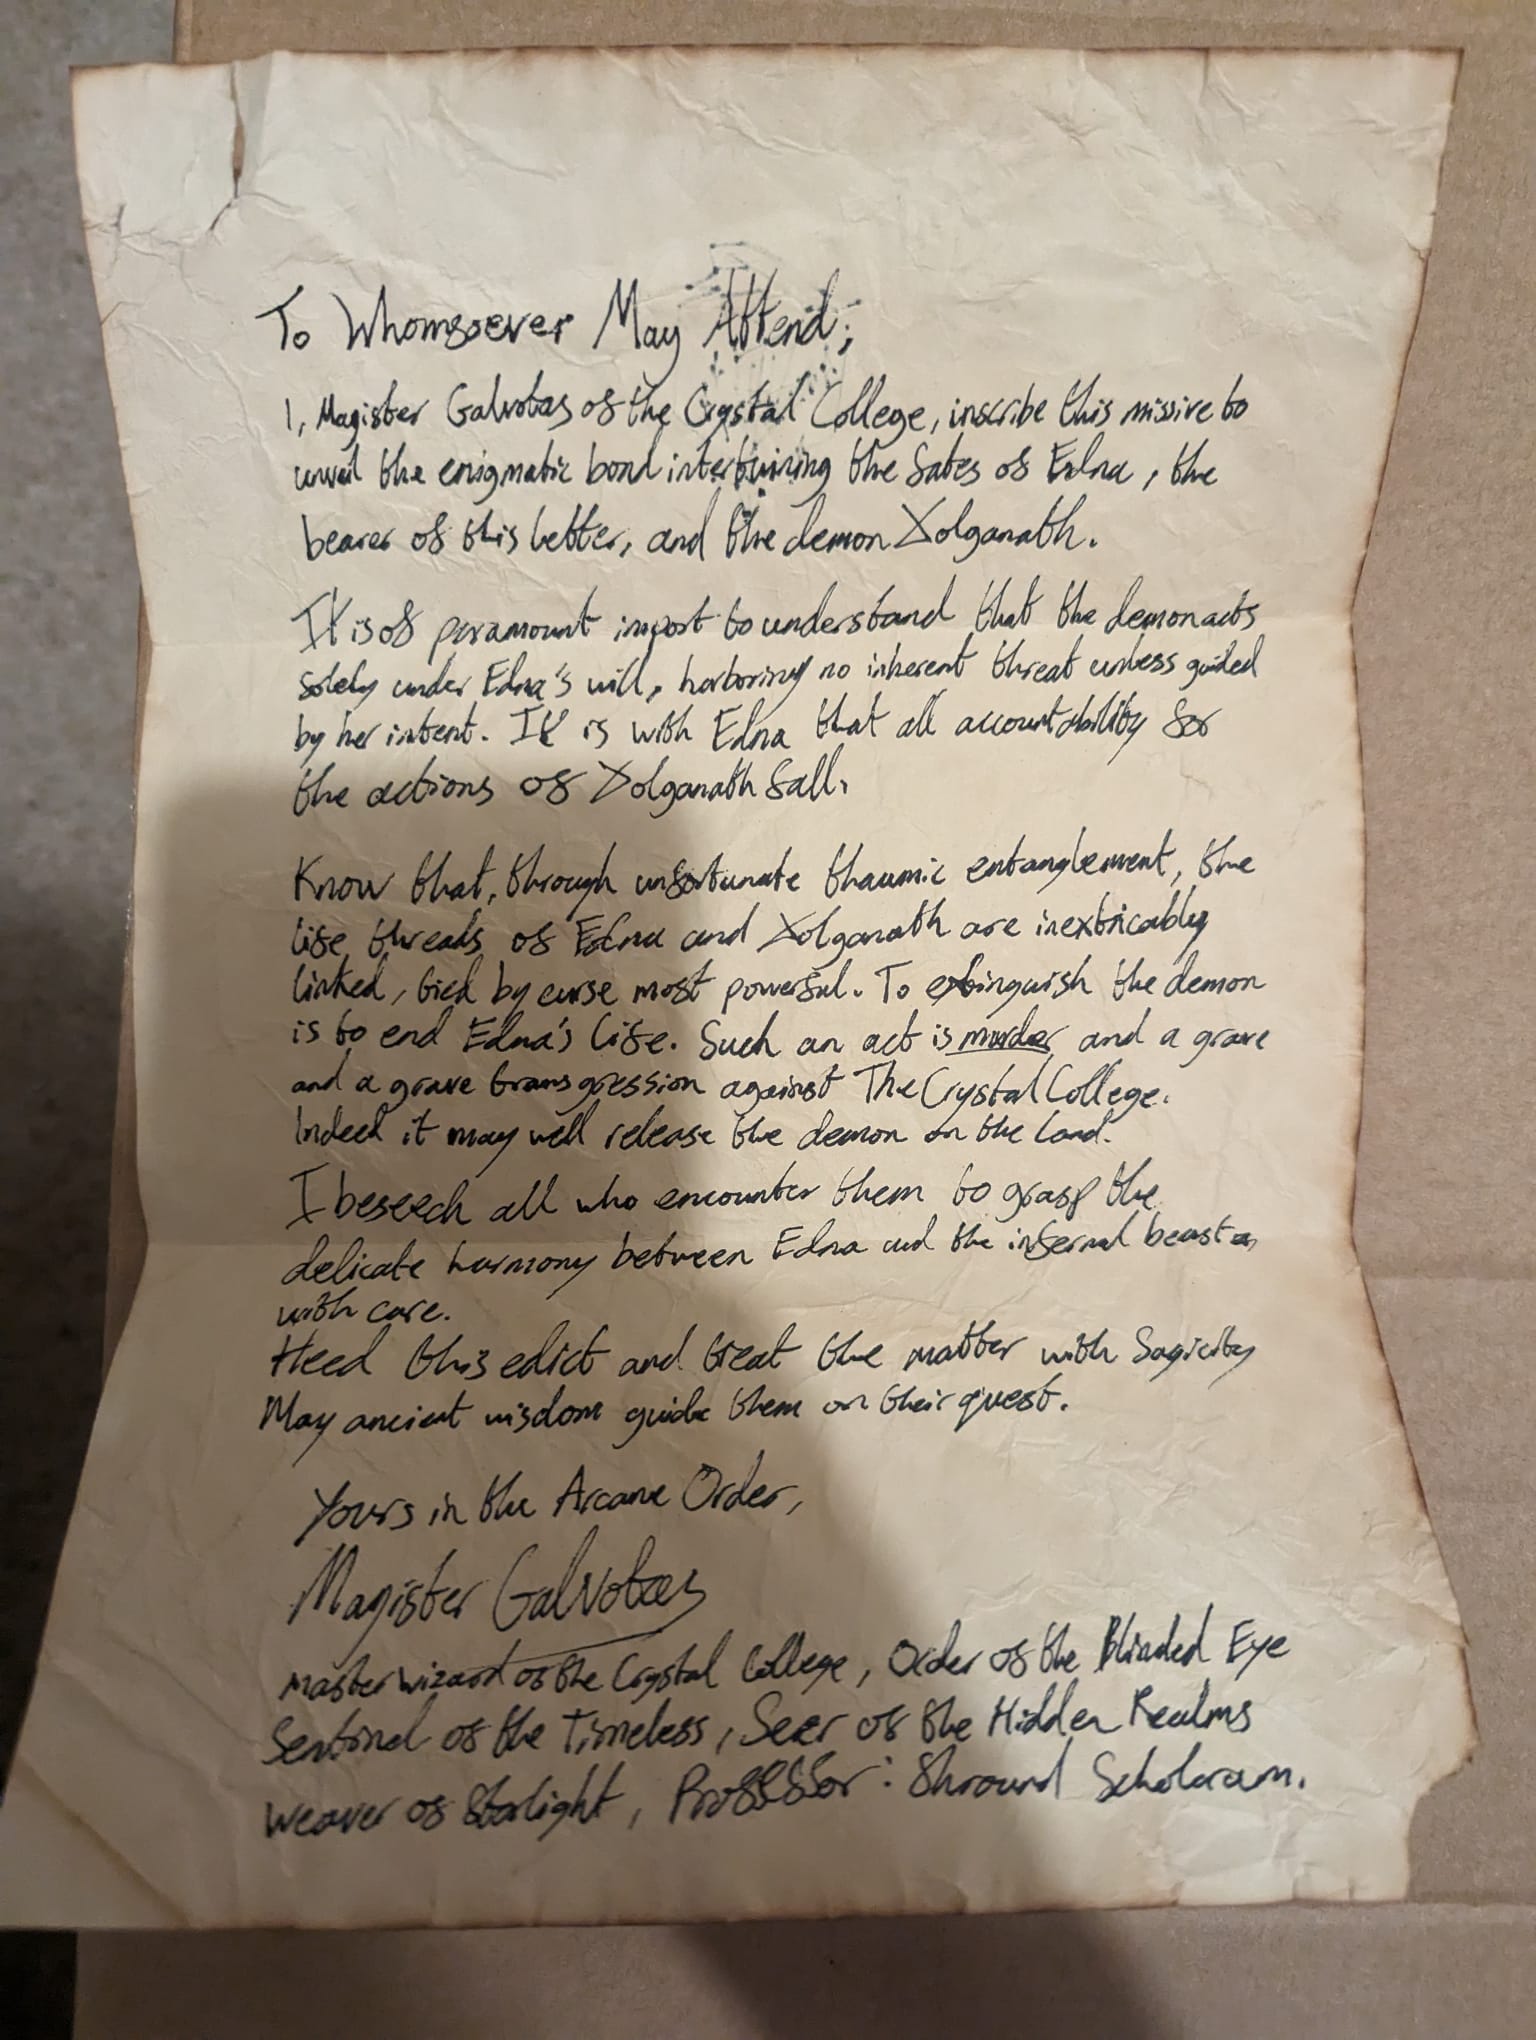 To Whomsoever May Attend;
I, Magister Galvotas of the Crystal College, inscribe this missive to
unveil the enigmatic bond intertwining the fates of Edna, the
bearer of this letter, and the demon Xolganath.
It is of paramount import to understand that the demon acts
solely under Edna's will, harboring no inherent threat unless guided
by her intent. It is with Edna that all accountability for
the actions of Xolganath fall.
Know that, through unfortunate thaumic entanglement, the
life threads of Edna and Xolganath are inextricably
linked, tied by curse most powerful. To extinguish the demon
is to end Edna's life. Such an act is murder and a grave
and a grave transgression against The Crystal College.
Indeed it may well release the demon on the land.
I beseech all who encounter them to grasp the
delicate harmony between Edna and the infernal beast
with care.
Heed this edict and treat the matter with Sagicity
May ancient wisdom guide them on their quest.
Yours in the Arcane Order,
Magister Galvotas
Master wizard of the Crystal College, Order of the Blinded Eye
Sentinel of the Timeless, Seer of the Hidden Realms
Weaver of Starlight, Professor: Shround Scholaram.